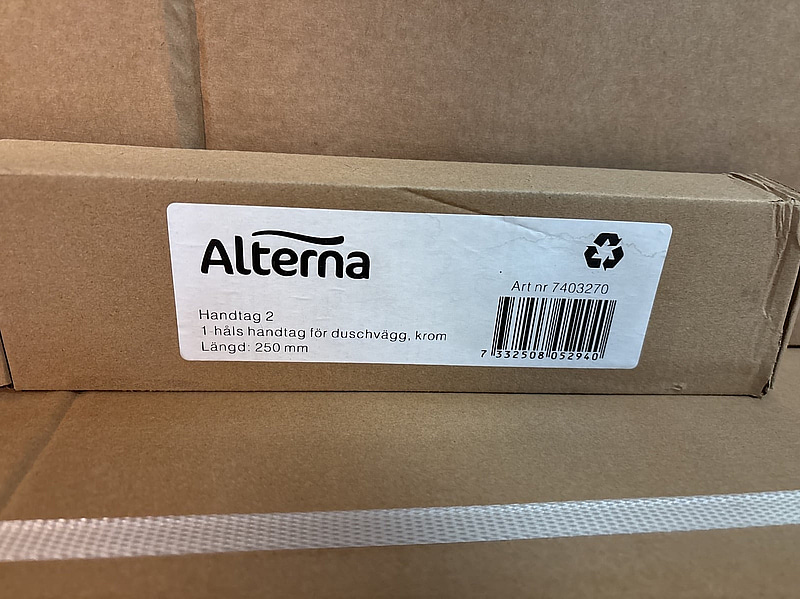 Alterna
Art nr 7403270
Handtag 2
1-håls handtag för duschvägg, krom
Längd: 250 mm
7 332508 052940